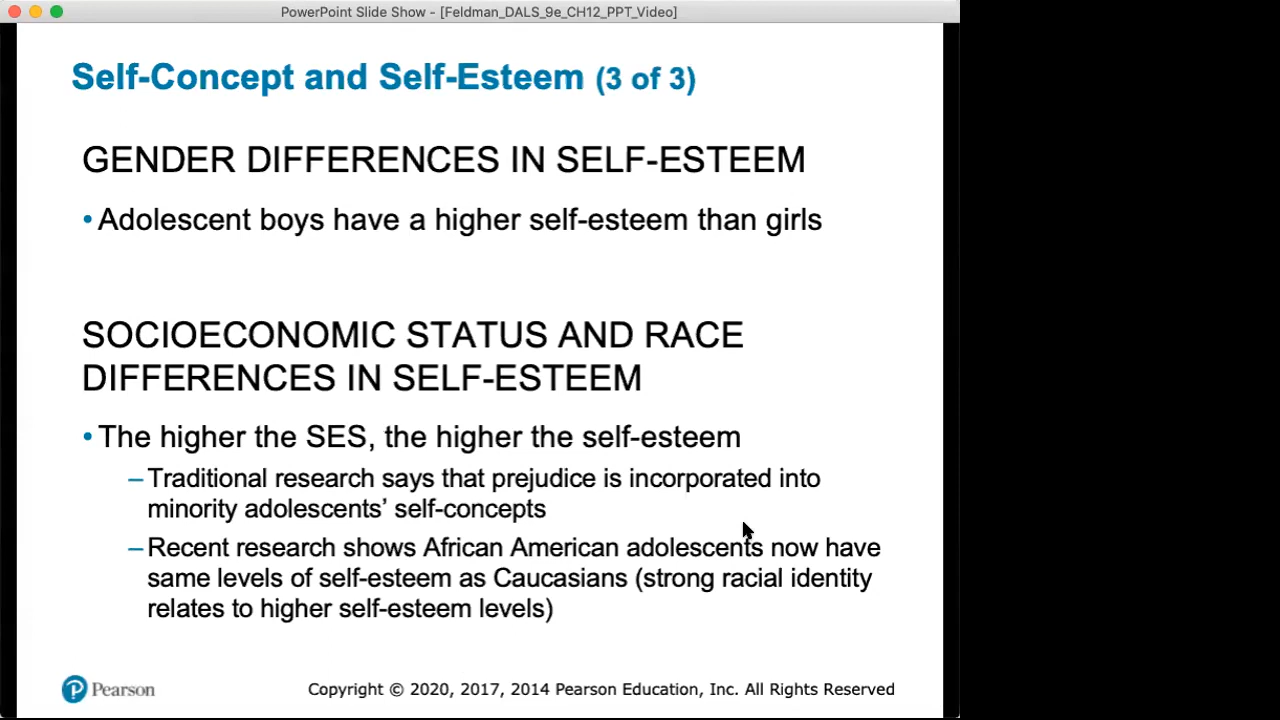 PowerPoint Slide Show - [Feldman_DALS_9e_CH12_PPT_Video]
Self-Concept and Self-Esteem (3 of 3)
GENDER DIFFERENCES IN SELF-ESTEEM
• Adolescent boys have a higher self-esteem than girls
SOCIOECONOMIC STATUS AND RACE
DIFFERENCES IN SELF-ESTEEM
• The higher the SES, the higher the self-esteem
– Traditional research says that prejudice is incorporated into
minority adolescents’ self-concepts
– Recent research shows African American adolescents now have
same levels of self-esteem as Caucasians (strong racial identity
relates to higher self-esteem levels)
P Pearson
Copyright © 2020, 2017, 2014 Pearson Education, Inc. All Rights Reserved